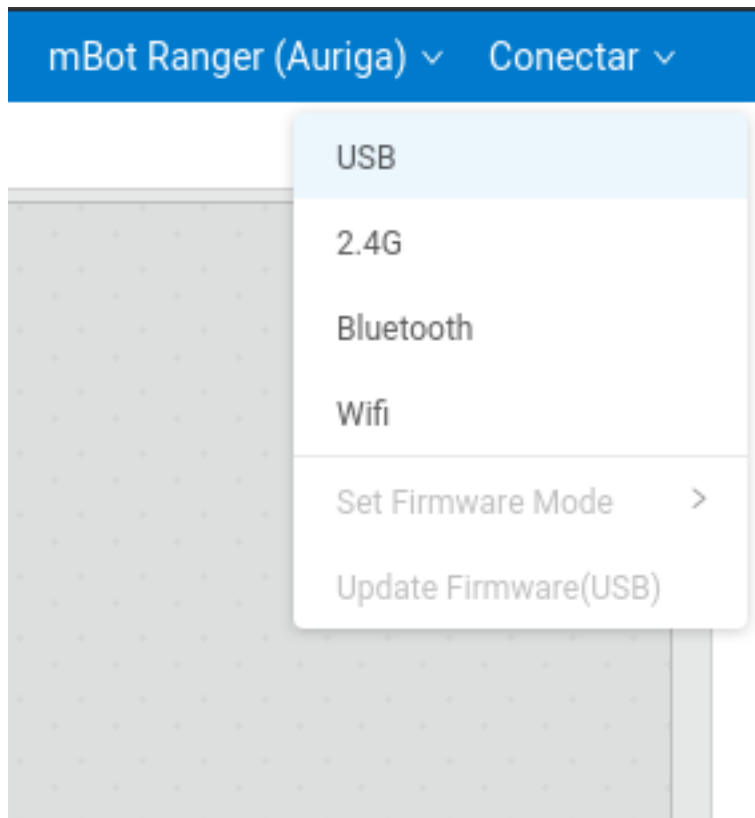 mBot Ranger (Auriga) Conectar
USB
2.4G
Bluetooth
Wifi
Set Firmware Mode >
Update Firmware(USB)